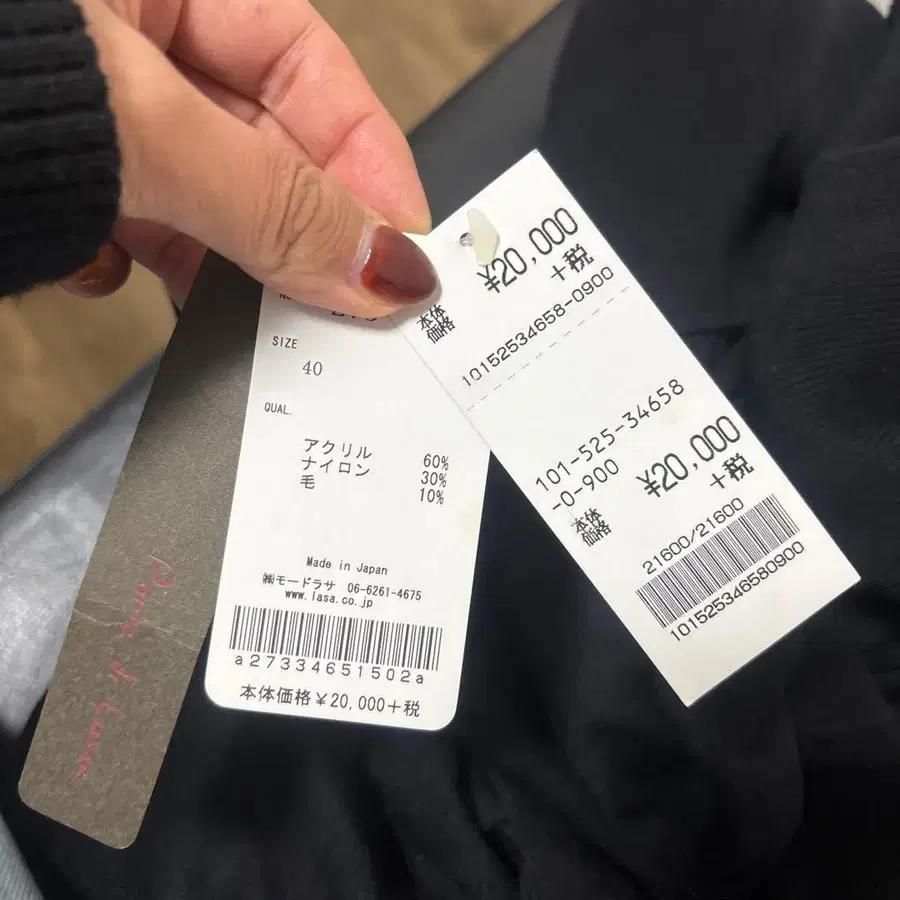 SIZE
40
QUAL.
アクリル 60%
ナイロン 30%
毛 10%
Made in Japan
㈱モードラサ 06-6261-4675
www.lasa.co.jp
a27334651502a
本体価格¥20,000+税
¥20,000
+税
本体
価格
10152534658-0900
101-525-34658
-0-900
¥20,000
+税
本体
価格
21600/21600
101525346580900